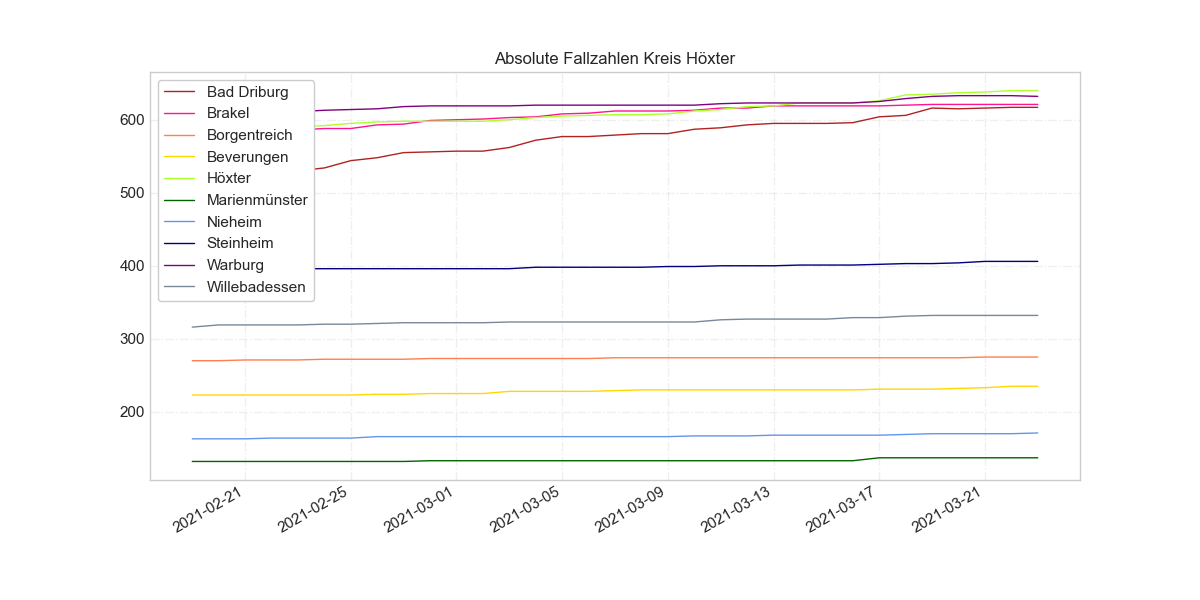 Absolute Fallzahlen Kreis Höxter
Bad Driburg
Brakel
Borgentreich
Beverungen
Höxter
Marienmünster
Nieheim
Steinheim
Warburg
Willebadessen
600
500
400
300
200
2021-02-21
2021-02-25
2021-03-01
2021-03-05
2021-03-09
2021-03-13
2021-03-17
2021-03-21